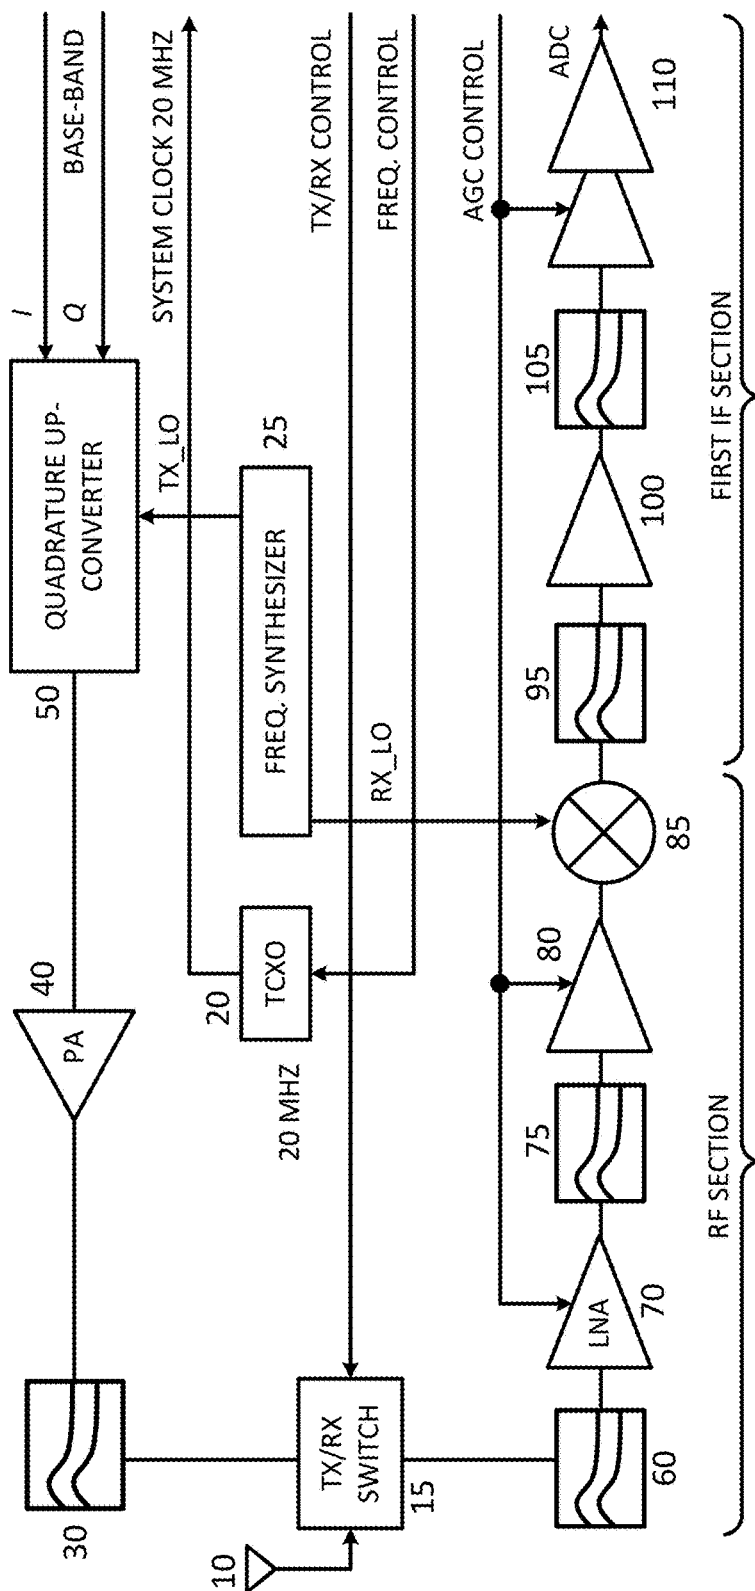 30
40
PA
50
QUADRATURE UP-
CONVERTER
I
Q
BASE-BAND
10
TX/RX
SWITCH
15
20 MHZ
20
TCXO
FREQ. SYNTHESIZER
25
TX_LO
SYSTEM CLOCK 20 MHZ
RX_LO
TX/RX CONTROL
FREQ. CONTROL
AGC CONTROL
60
LNA
70
75
80
85
95
100
105
ADC
110
RF SECTION
FIRST IF SECTION